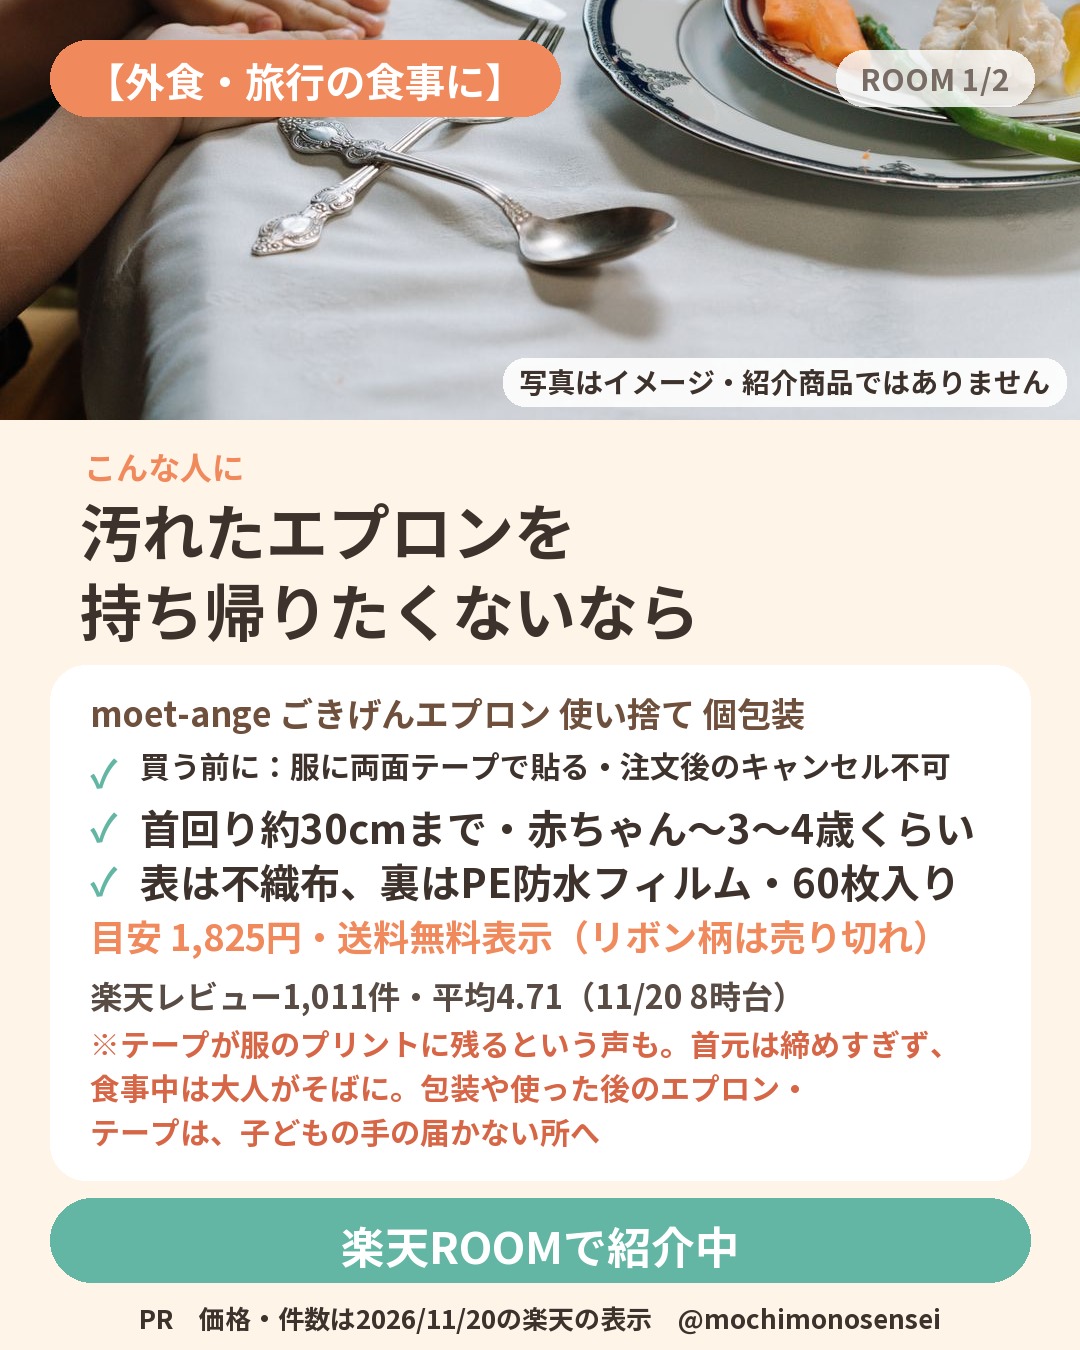 【外食・旅行の食事に】
ROOM 1/2
写真はイメージ・紹介商品ではありません
こんな人に
汚れたエプロンを
持ち帰りたくないなら
moet-ange ごきげんエプロン 使い捨て 個包装
✓ 買う前に：服に両面テープで貼る・注文後のキャンセル不可
✓ 首回り約30cmまで・赤ちゃん〜3〜4歳くらい
✓ 表は不織布、裏はPE防水フィルム・60枚入り
目安 1,825円・送料無料表示（リボン柄は売り切れ）
楽天レビュー1,011件・平均4.71（11/20 8時台）
※テープが服のプリントに残るという声も。首元は締めすぎず、
食事中は大人がそばに。包装や使った後のエプロン・
テープは、子どもの手の届かない所へ
楽天ROOMで紹介中
PR　価格・件数は2026/11/20の楽天の表示　@mochimonosensei